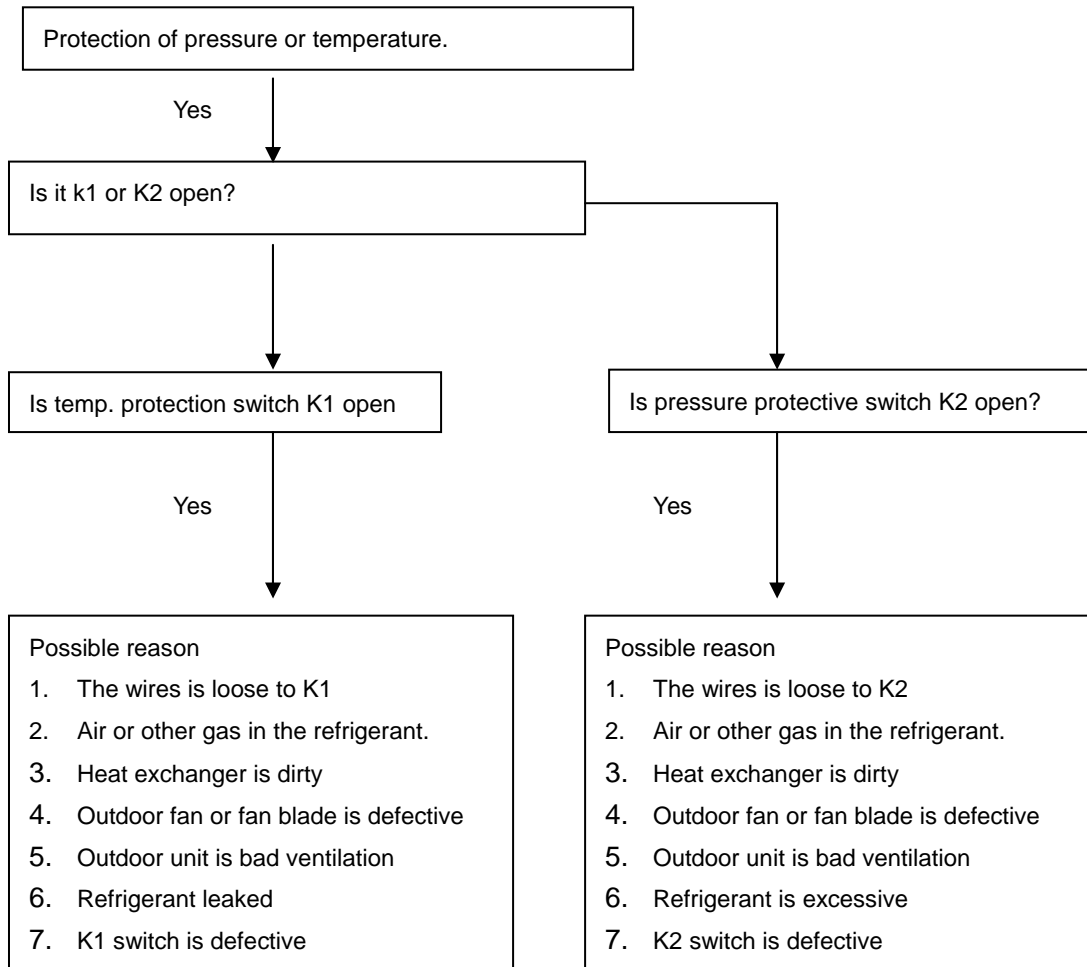 Protection of pressure or temperature.
Yes
Is it k1 or K2 open?
Is temp. protection switch K1 open
Is pressure protective switch K2 open?
Yes
Yes
Possible reason
1. The wires is loose to K1
2. Air or other gas in the refrigerant.
3. Heat exchanger is dirty
4. Outdoor fan or fan blade is defective
5. Outdoor unit is bad ventilation
6. Refrigerant leaked
7. K1 switch is defective
Possible reason
1. The wires is loose to K2
2. Air or other gas in the refrigerant.
3. Heat exchanger is dirty
4. Outdoor fan or fan blade is defective
5. Outdoor unit is bad ventilation
6. Refrigerant is excessive
7. K2 switch is defective